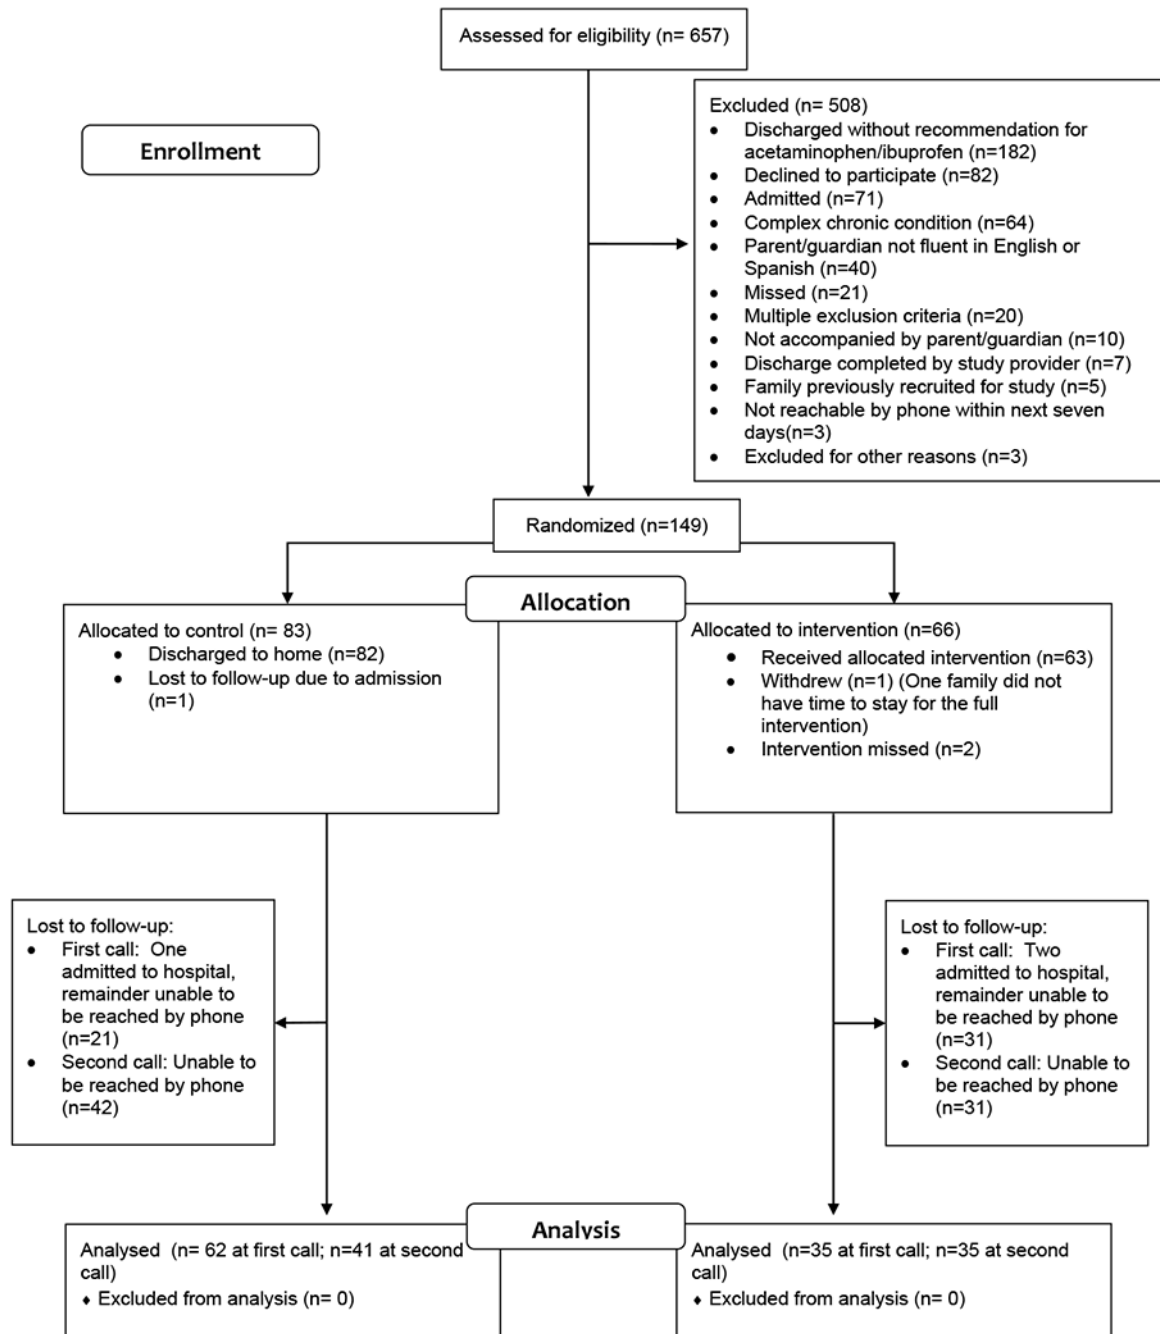 Assessed for eligibility (n= 657)
Enrollment
Excluded (n= 508)
• Discharged without recommendation for
acetaminophen/ibuprofen (n=182)
• Declined to participate (n=82)
• Admitted (n=71)
• Complex chronic condition (n=64)
• Parent/guardian not fluent in English or
Spanish (n=40)
• Missed (n=21)
• Multiple exclusion criteria (n=20)
• Not accompanied by parent/guardian (n=10)
• Discharge completed by study provider (n=7)
• Family previously recruited for study (n=5)
• Not reachable by phone within next seven
days(n=3)
• Excluded for other reasons (n=3)
Randomized (n=149)
Allocation
Allocated to control (n= 83)
• Discharged to home (n=82)
• Lost to follow-up due to admission
(n=1)
Allocated to intervention (n=66)
• Received allocated intervention (n=63)
• Withdrew (n=1) (One family did not
have time to stay for the full
intervention)
• Intervention missed (n=2)
Lost to follow-up:
• First call: One
admitted to hospital,
remainder unable to
be reached by phone
(n=21)
• Second call: Unable to
be reached by phone
(n=42)
Lost to follow-up:
• First call: Two
admitted to hospital,
remainder unable to
be reached by phone
(n=31)
• Second call: Unable to
be reached by phone
(n=31)
Analysis
Analysed (n= 62 at first call; n=41 at second
call)
♦ Excluded from analysis (n= 0)
Analysed (n=35 at first call; n=35 at second
call)
♦ Excluded from analysis (n= 0)